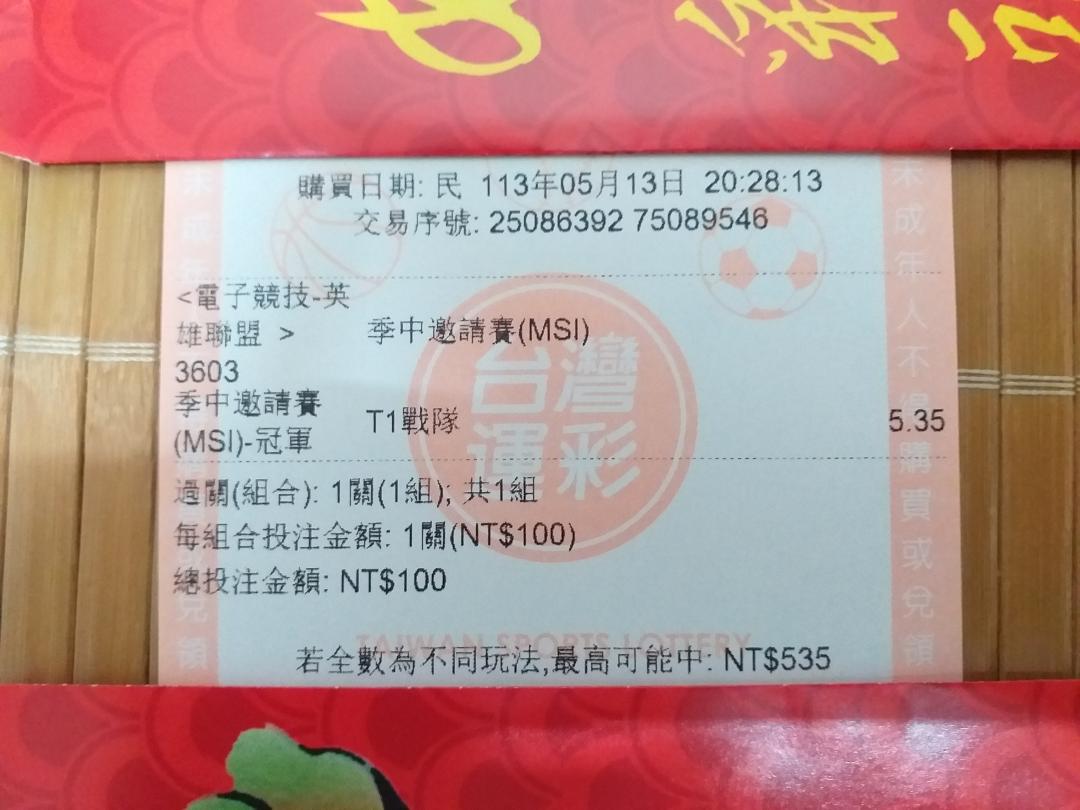 購買日期: 民 113年05月13日 20:28:13
交易序號: 25086392 75089546
<電子競技-英
雄聯盟 > 季中邀請賽(MSI)
3603
季中邀請賽
(MSI)-冠軍 T1戰隊 5.35
過關(組合): 1關(1組); 共1組
每組合投注金額: 1關(NT$100)
總投注金額: NT$100
若全數為不同玩法,最高可能中: NT$535
台灣
運彩
TAIWAN SPORTS LOTTERY
未成年人不得購買或兌領